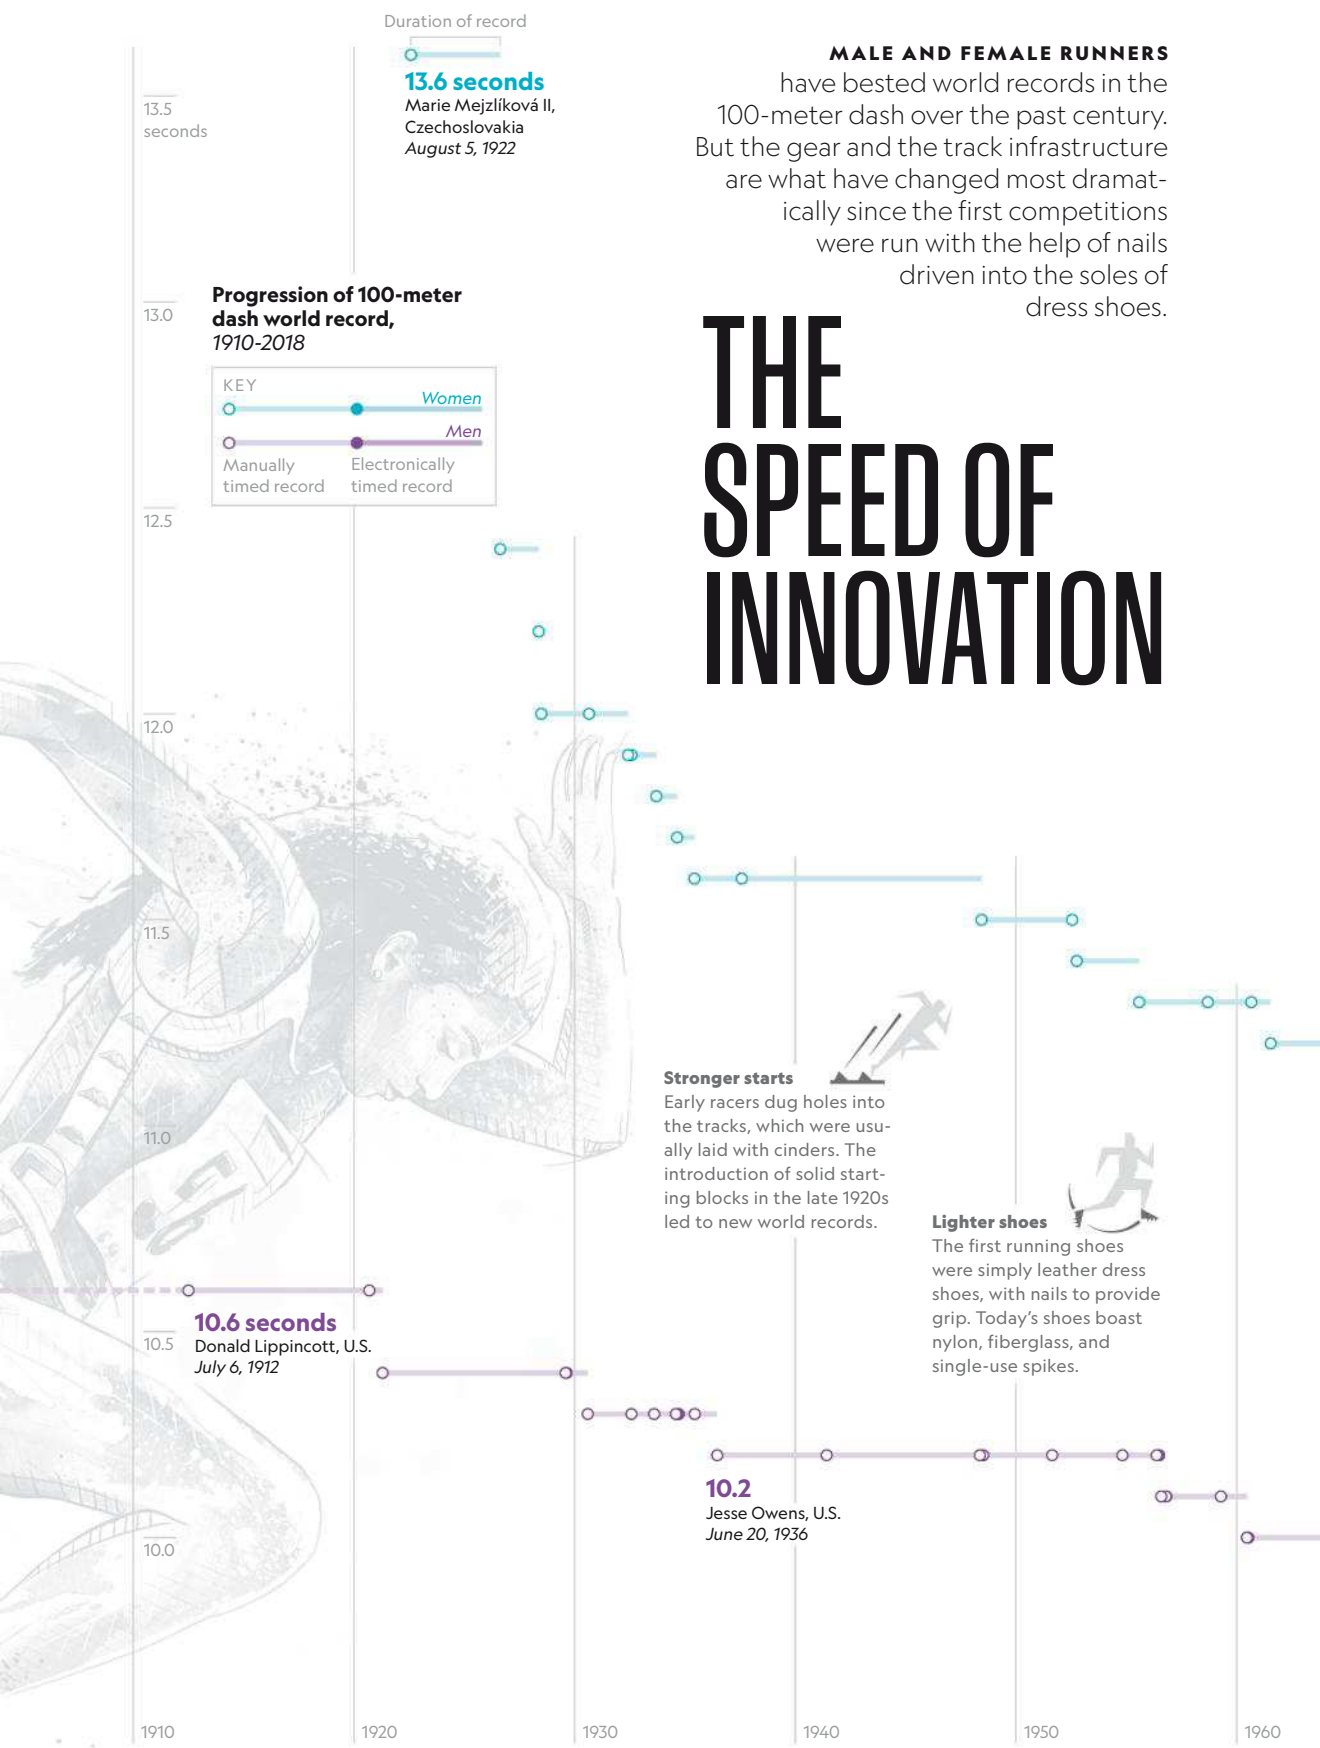 Duration of record
13.6 seconds
Marie Mejzlíková II,
Czechoslovakia
August 5, 1922
MALE AND FEMALE RUNNERS
have bested world records in the
100-meter dash over the past century.
But the gear and the track infrastructure
are what have changed most dramat-
ically since the first competitions
were run with the help of nails
driven into the soles of
dress shoes.
THE
SPEED OF
INNOVATION
Progression of 100-meter
dash world record,
1910-2018
KEY
Women
Men
Manually
timed record
Electronically
timed record
13.5
seconds
13.0
12.5
12.0
11.5
11.0
10.5
10.0
Stronger starts
Early racers dug holes into
the tracks, which were usu-
ally laid with cinders. The
introduction of solid start-
ing blocks in the late 1920s
led to new world records.
Lighter shoes
The first running shoes
were simply leather dress
shoes, with nails to provide
grip. Today's shoes boast
nylon, fiberglass, and
single-use spikes.
10.6 seconds
Donald Lippincott, U.S.
July 6, 1912
10.2
Jesse Owens, U.S.
June 20, 1936
1910
1920
1930
1940
1950
1960